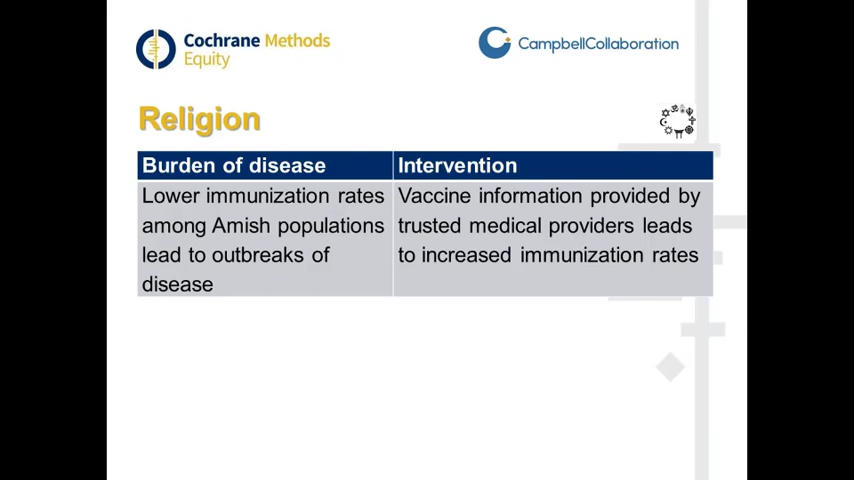 Cochrane Methods
Equity
CampbellCollaboration
Religion
Burden of disease
Intervention
Lower immunization rates
among Amish populations
lead to outbreaks of
disease
Vaccine information provided by
trusted medical providers leads
to increased immunization rates